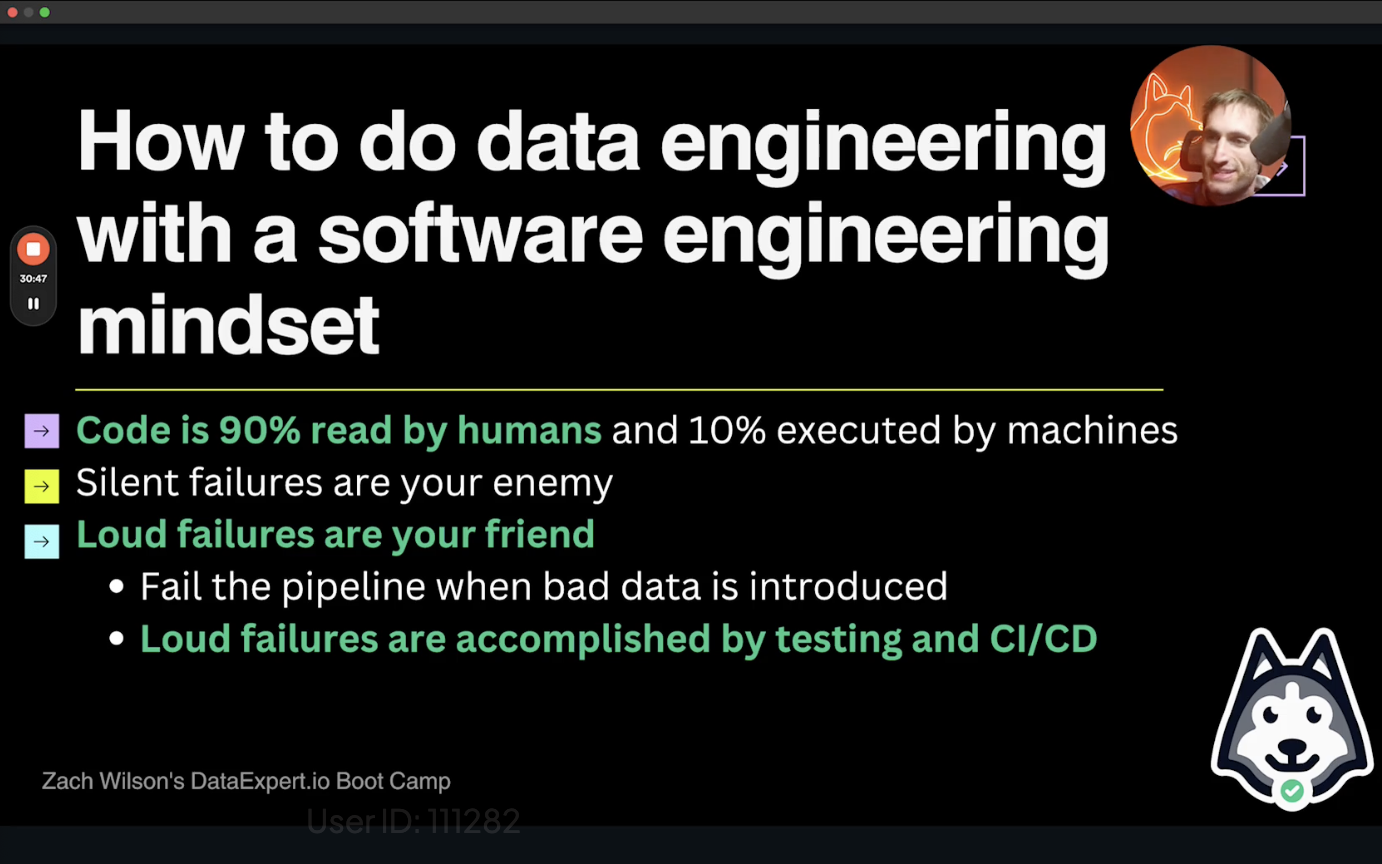 How to do data engineering
with a software engineering
mindset
30:47
→ Code is 90% read by humans and 10% executed by machines
→ Silent failures are your enemy
→ Loud failures are your friend
• Fail the pipeline when bad data is introduced
• Loud failures are accomplished by testing and CI/CD
Zach Wilson's DataExpert.io Boot Camp
User ID: 111282